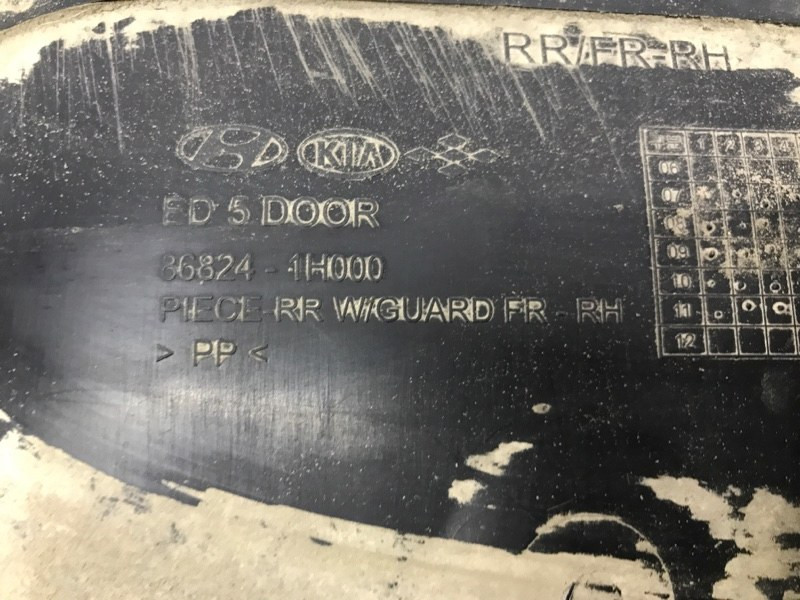 RR/FR-RH
KIA
ED 5 DOOR
86824 - 1H000
PIECE-RR W/GUARD FR - RH
> PP <
1 2 3 4
06
07
08
09
10
11
12